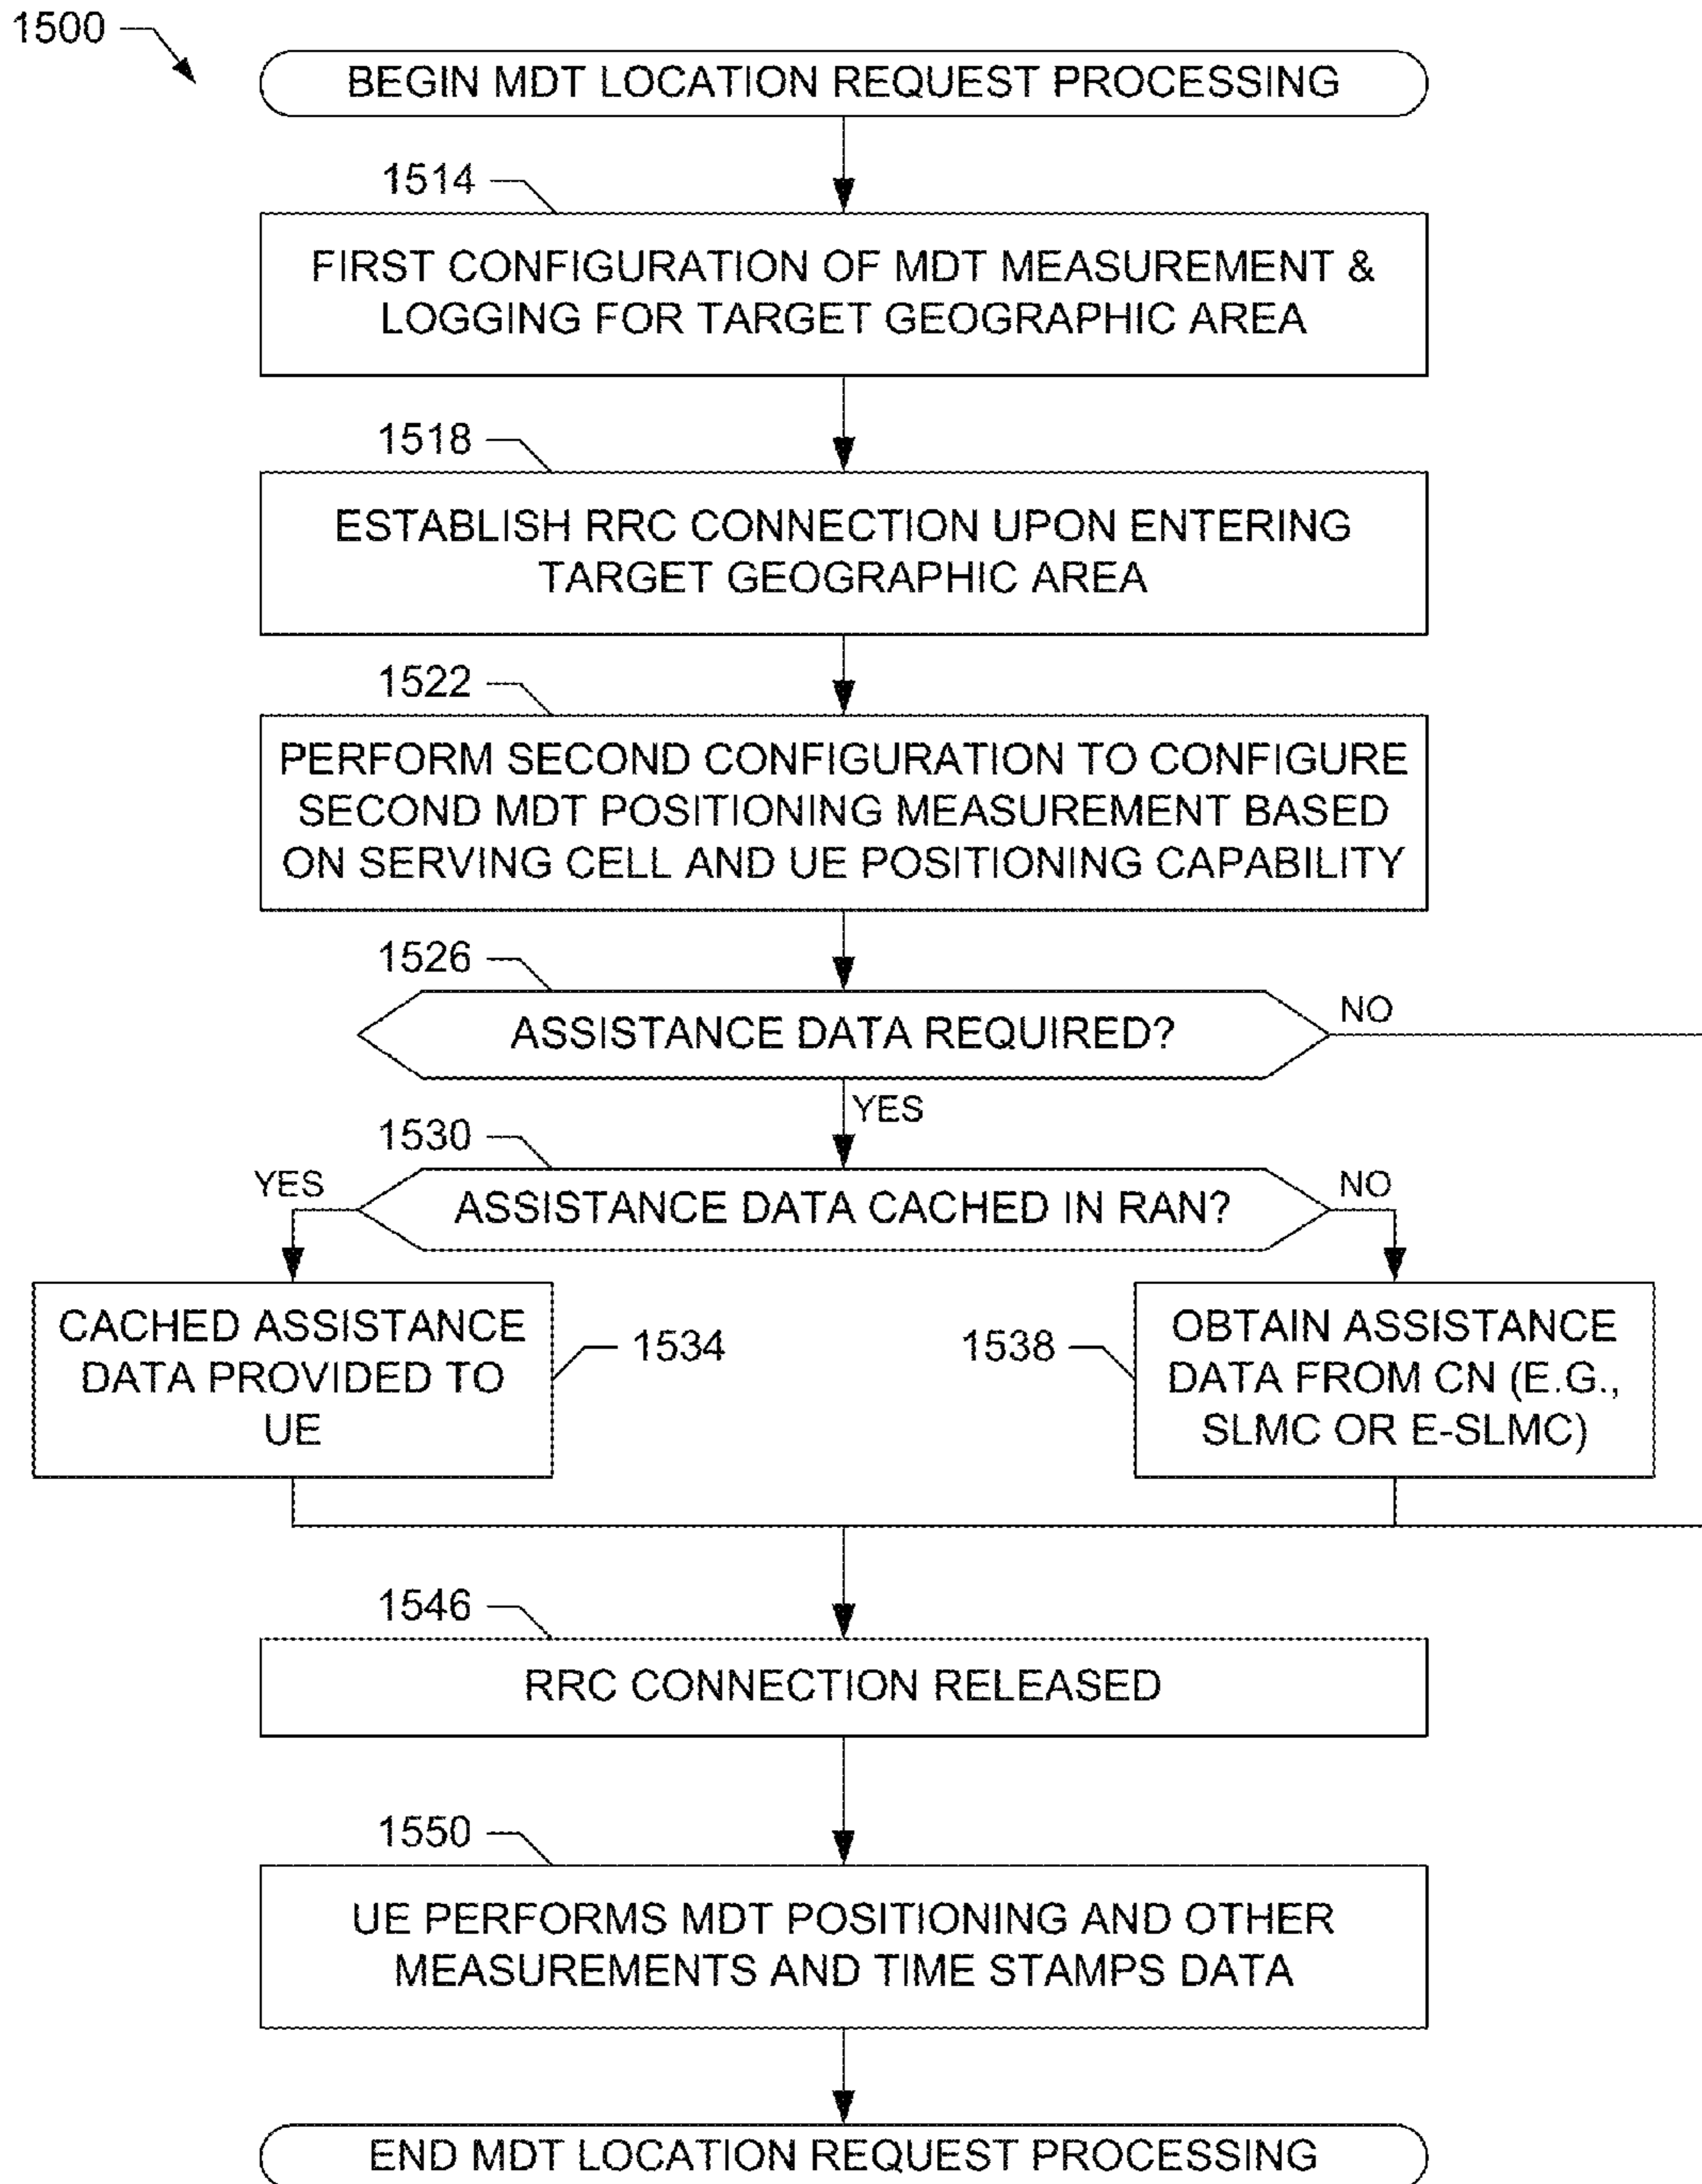 1500
BEGIN MDT LOCATION REQUEST PROCESSING
1514
FIRST CONFIGURATION OF MDT MEASUREMENT &
LOGGING FOR TARGET GEOGRAPHIC AREA
1518
ESTABLISH RRC CONNECTION UPON ENTERING
TARGET GEOGRAPHIC AREA
1522
PERFORM SECOND CONFIGURATION TO CONFIGURE
SECOND MDT POSITIONING MEASUREMENT BASED
ON SERVING CELL AND UE POSITIONING CAPABILITY
1526
ASSISTANCE DATA REQUIRED?
NO
YES
1530
YES
ASSISTANCE DATA CACHED IN RAN?
NO
CACHED ASSISTANCE
DATA PROVIDED TO
UE
1534
1538
OBTAIN ASSISTANCE
DATA FROM CN (E.G.,
SLMC OR E-SLMC)
1546
RRC CONNECTION RELEASED
1550
UE PERFORMS MDT POSITIONING AND OTHER
MEASUREMENTS AND TIME STAMPS DATA
END MDT LOCATION REQUEST PROCESSING